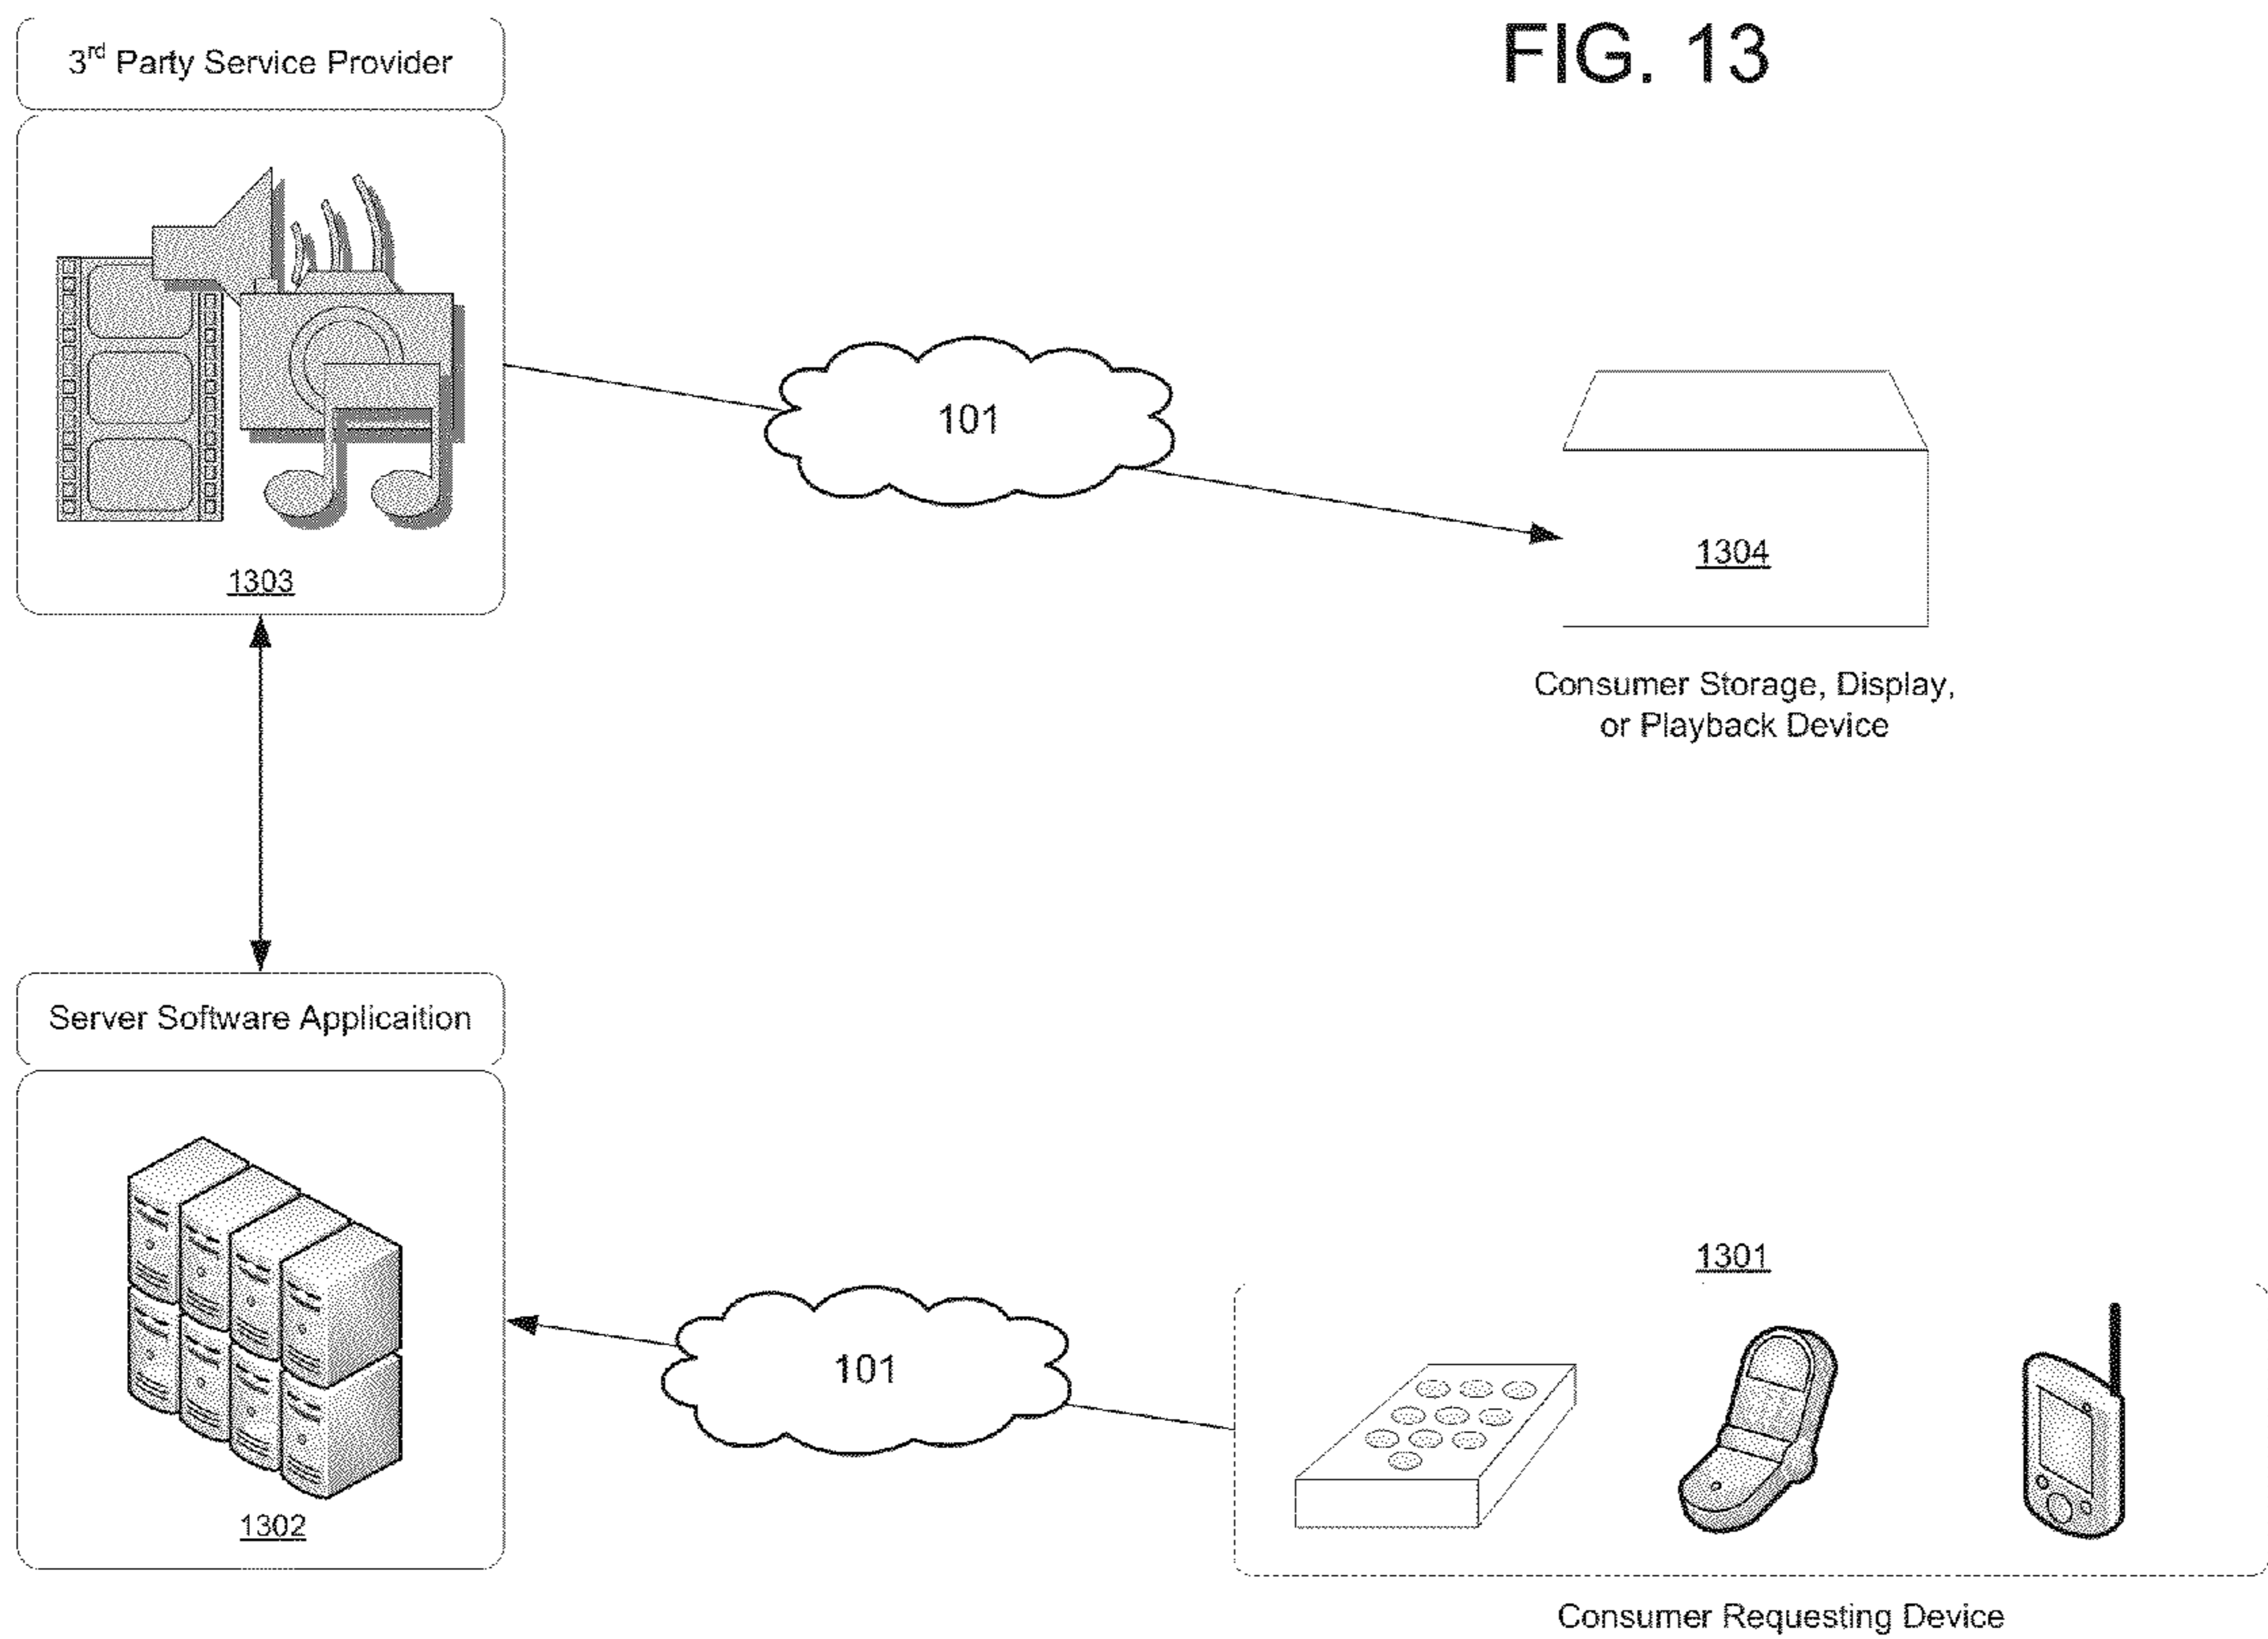 FIG. 13
3rd Party Service Provider
1303
101
1304
Consumer Storage, Display,
or Playback Device
Server Software Applicaition
1302
101
1301
Consumer Requesting Device